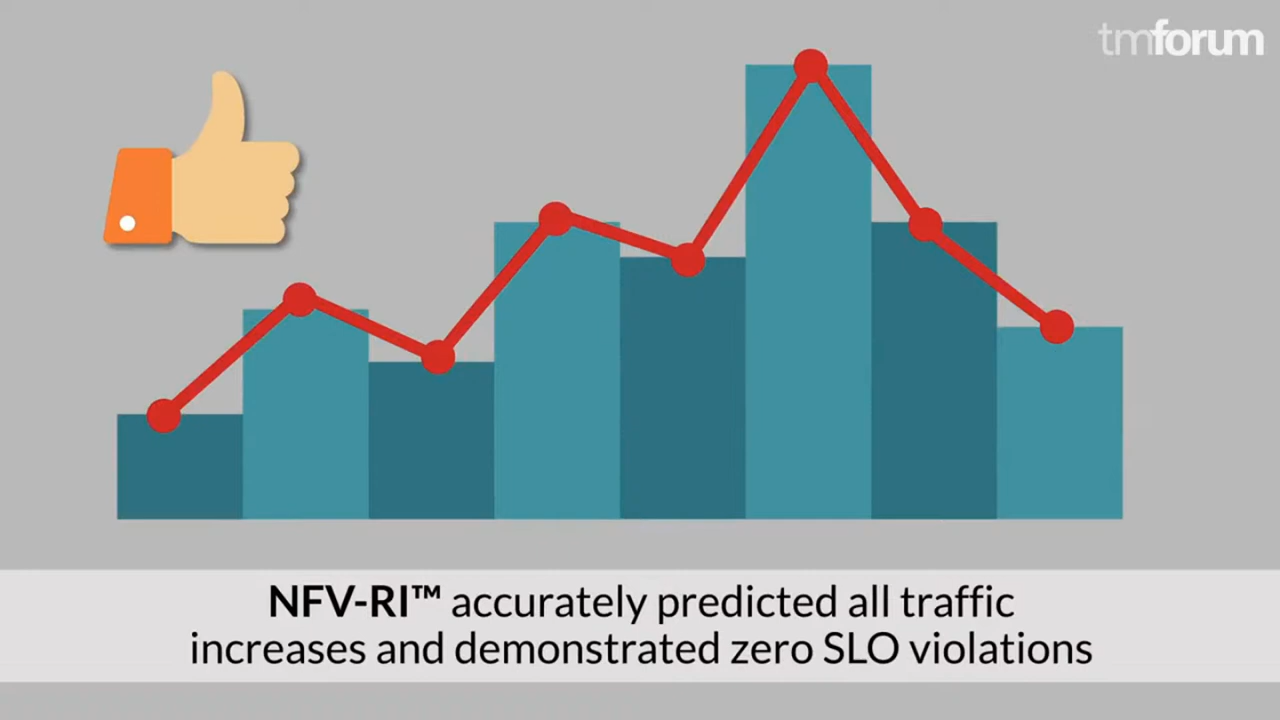 tmforum
NFV-RI™ accurately predicted all traffic
increases and demonstrated zero SLO violations